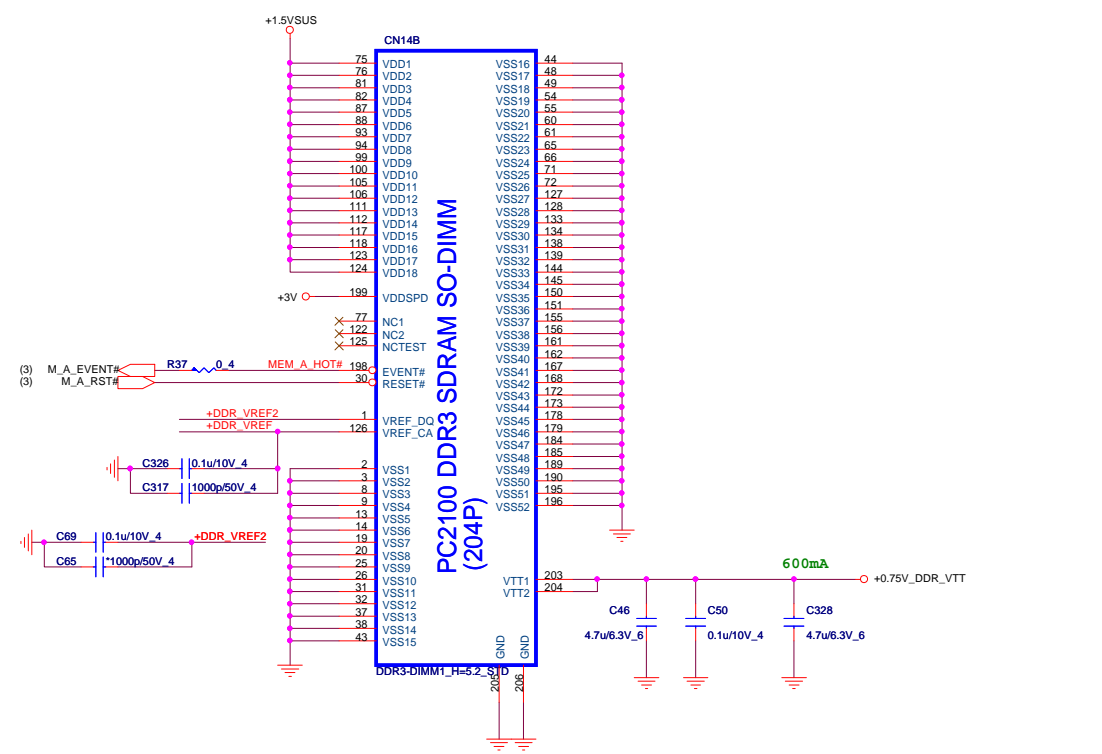 +1.5VSUS
CN14B
75 VDD1 VSS16 44
76 VDD2 VSS17 48
81 VDD3 VSS18 49
82 VDD4 VSS19 54
87 VDD5 VSS20 55
88 VDD6 VSS21 60
93 VDD7 VSS22 61
94 VDD8 VSS23 65
99 VDD9 VSS24 66
100 VDD10 VSS25 71
105 VDD11 VSS26 72
106 VDD12 VSS27 127
111 VDD13 VSS28 128
112 VDD14 VSS29 133
117 VDD15 VSS30 134
118 VDD16 VSS31 138
123 VDD17 VSS32 139
124 VDD18 VSS33 144
VSS34 145
+3V 199 VDDSPD VSS35 150
VSS36 151
77 NC1 VSS37 155
122 NC2 VSS38 156
125 NCTEST VSS39 161
VSS40 162
(3) M_A_EVENT# R37 0_4 MEM_A_HOT# 198 EVENT# VSS41 167
(3) M_A_RST# 30 RESET# VSS42 168
VSS43 172
VSS44 173
+DDR_VREF2 1 VREF_DQ VSS45 178
+DDR_VREF 126 VREF_CA VSS46 179
VSS47 184
VSS48 185
C326 0.1u/10V_4 2 VSS1 VSS49 189
3 VSS2 VSS50 190
C317 1000p/50V_4 8 VSS3 VSS51 195
9 VSS4 VSS52 196
13 VSS5
14 VSS6
C69 0.1u/10V_4 +DDR_VREF2 19 VSS7
20 VSS8
C65 *1000p/50V_4 25 VSS9
26 VSS10 VTT1 203
31 VSS11 VTT2 204
32 VSS12
37 VSS13
38 VSS14
43 VSS15
PC2100 DDR3 SDRAM SO-DIMM
(204P)
600mA
+0.75V_DDR_VTT
C46 C50 C328
4.7u/6.3V_6 0.1u/10V_4 4.7u/6.3V_6
GND GND
DDR3-DIMM1_H=5.2_STD
205 206